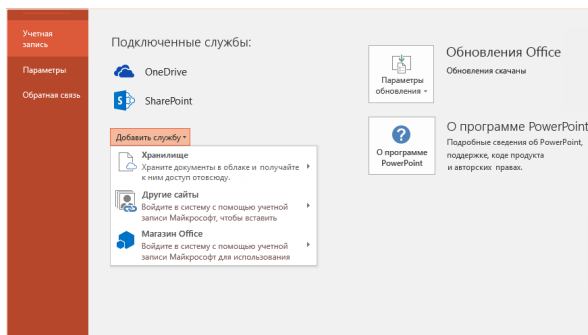 Учетная
запись
Параметры
Обратная связь
Подключенные службы:
OneDrive
S
SharePoint
Добавить службу
Хранилище
Храните документы в облаке и получайте
к ним доступ отовсюду.
Другие сайты
Войдите в систему с помощью учетной
записи Майкрософт, чтобы вставить
Магазин Office
Войдите в систему с помощью учетной
записи Майкрософт для использования
Параметры
обновления
Обновления Office
Обновления скачаны
?
О программе
PowerPoint
О программе PowerPoint
Подробные сведения об PowerPoint,
поддержке, коде продукта
и авторских правах.